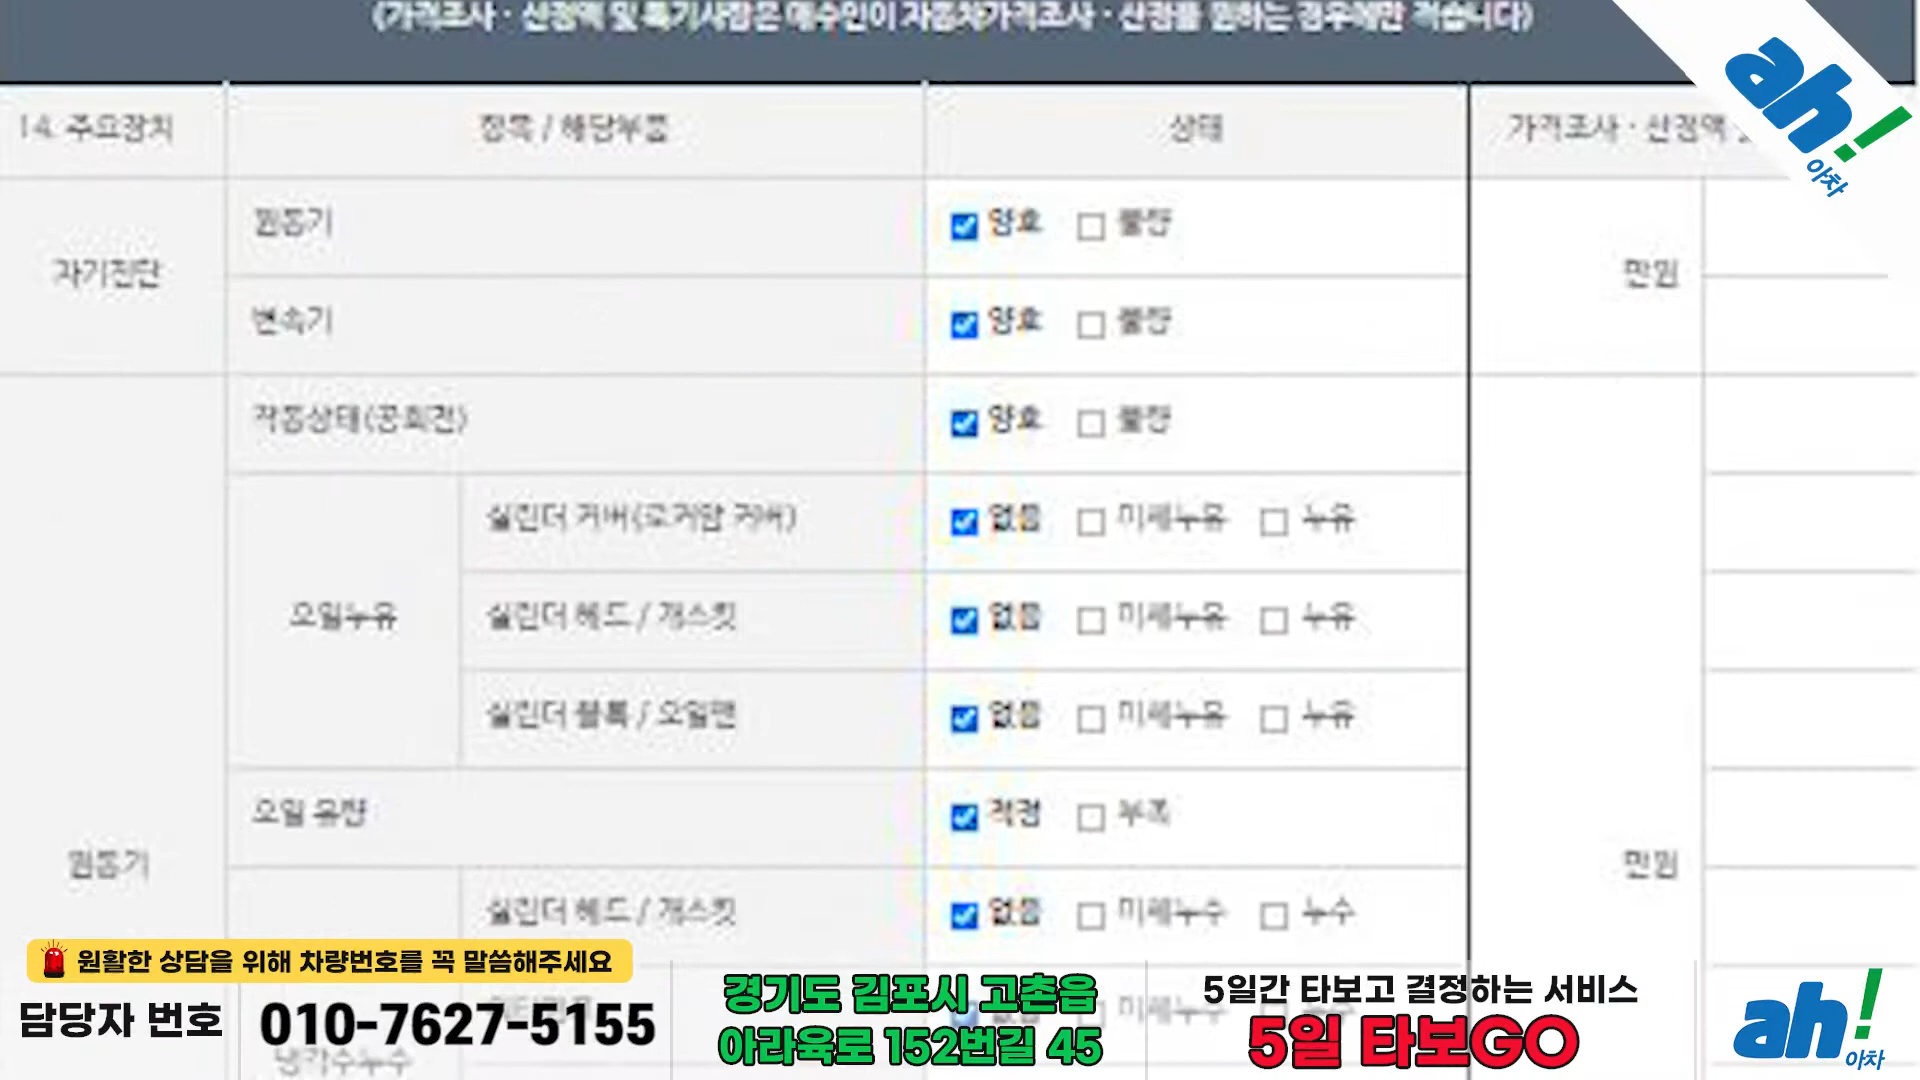 (가격조사 · 산정액 및 특기사항은 매수인이 자동차가격조사 · 산정을 원하는 경우에만 적습니다)
14. 주요장치 항목 / 해당부품 상태 가격조사 · 산정액
ah!
아차
자기진단 원동기 양호 불량 만원
변속기 양호 불량
작동상태(공회전) 양호 불량
실린더 커버(로커암 커버) 없음 미세누유 누유
오일누유 실린더 헤드 / 개스킷 없음 미세누유 누유
실린더 블록 / 오일팬 없음 미세누유 누유
오일 유량 적정 부족
원동기 만원
실린더 헤드 / 개스킷 없음 미세누수 누수
냉각수누수
원활한 상담을 위해 차량번호를 꼭 말씀해주세요
담당자 번호 010-7627-5155
경기도 김포시 고촌읍
아라육로 152번길 45
5일간 타보고 결정하는 서비스
5일 타보GO
ah!
아차